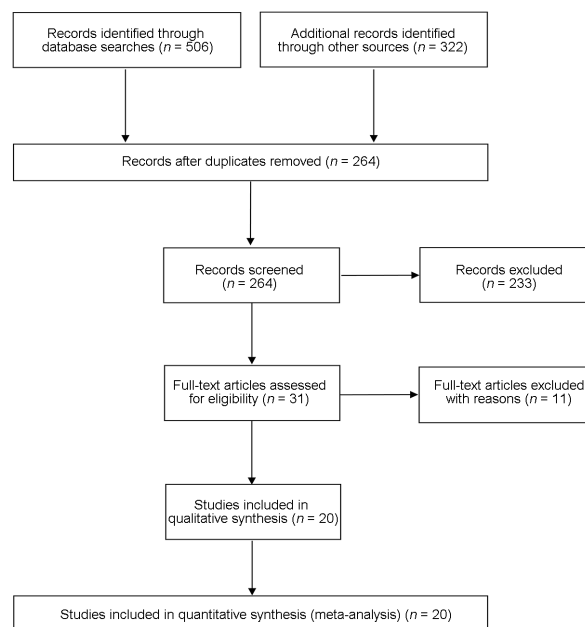 Records identified through
database searches (n = 506)
Additional records identified
through other sources (n = 322)
Records after duplicates removed (n = 264)
Records screened
(n = 264)
Records excluded
(n = 233)
Full-text articles assessed
for eligibility (n = 31)
Full-text articles excluded
with reasons (n = 11)
Studies included in
qualitative synthesis (n = 20)
Studies included in quantitative synthesis (meta-analysis) (n = 20)